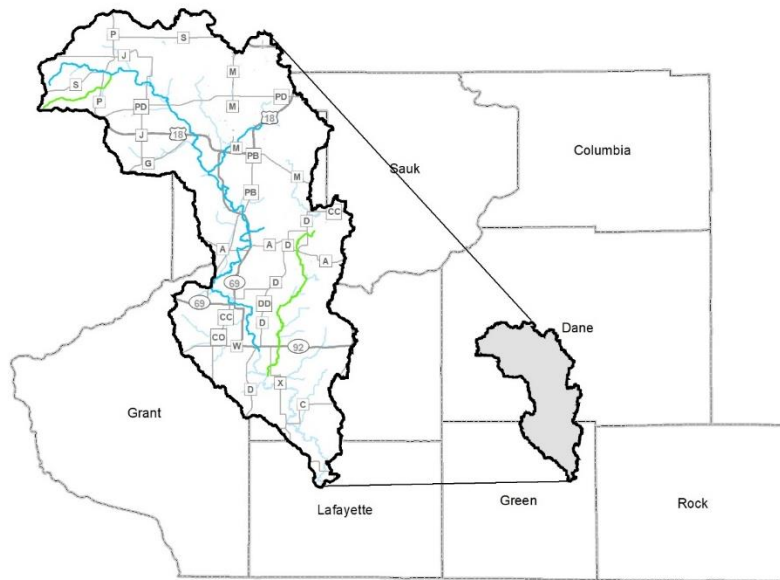 P
S
J
M
S
P
PD
M
PD
18
J
18
M
G
PB
M
Sauk
Columbia
PB
CC
D
A
A
D
A
69
D
69
DD
CC
D
Dane
CD
W
92
Grant
D
X
C
Lafayette
Green
Rock